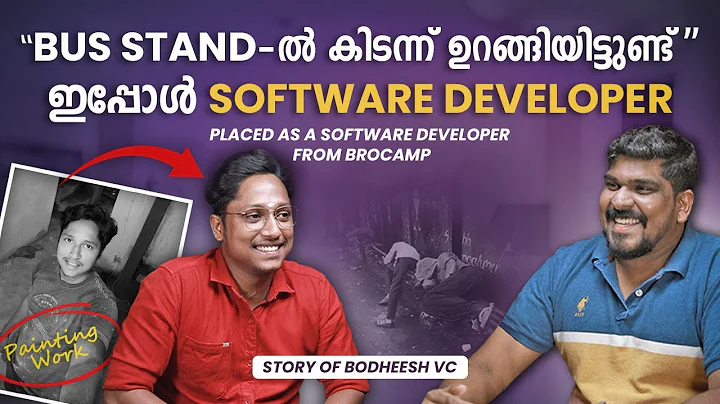 “BUS STAND-ൽ കിടന്ന് ഉറങ്ങിയിട്ടുണ്ട്”
ഇപ്പോൾ SOFTWARE DEVELOPER
PLACED AS A SOFTWARE DEVELOPER
FROM BROCAMP
Painting
Work
STORY OF BODHEESH VC